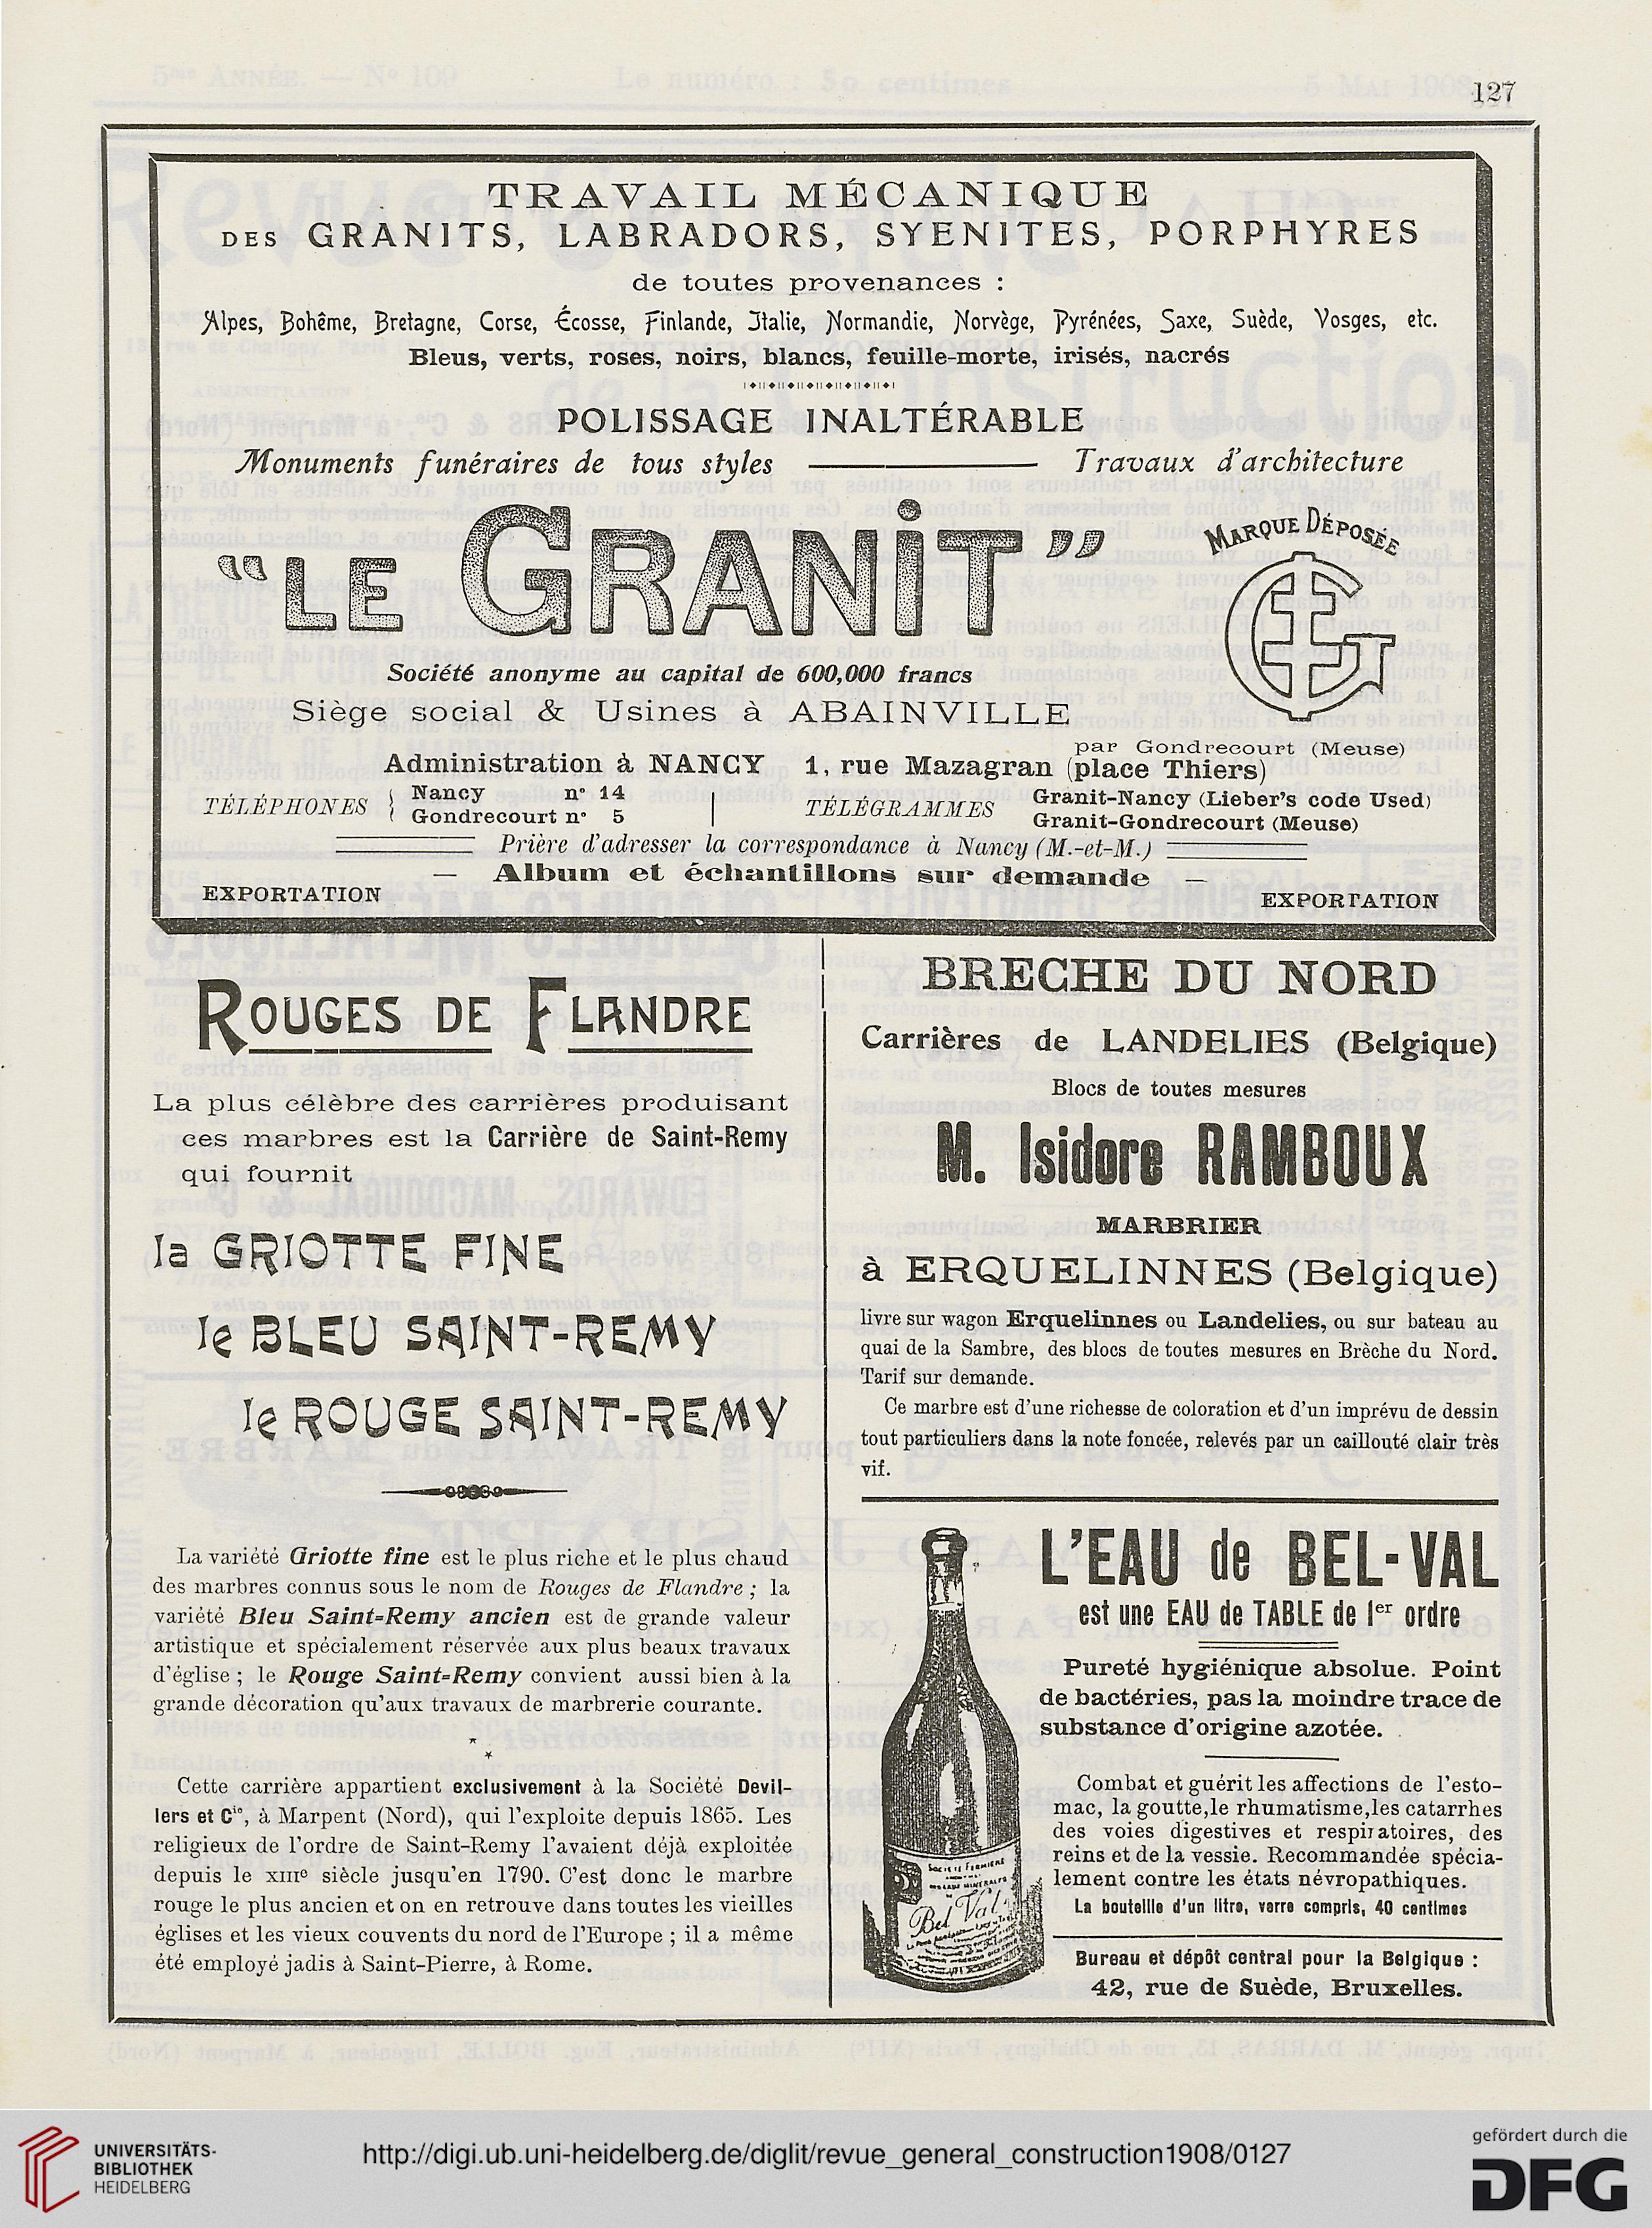 127
TRAVAIL MÉCANIQUE
DES GRANITS, LABRADORS, SYENITES, PORPHYRES
de toutes provenances :
Alpes, Bohême, Bretagne, Corse, Écosse, Finlande, Italie, Normandie, Norvège, Pyrénées, Saxe, Suède, Vosges, etc.
Bleus, verts, roses, noirs, blancs, feuille-morte, irisés, nacrés
POLISSAGE INALTÉRABLE
Monuments funéraires de tous styles — Travaux d'architecture
"LE GRANIT"
MARQUE DÉPOSÉE
Société anonyme au capital de 600,000 francs
Siège social & Usines à ABAINVILLE
par Gondrecourt (Meuse)
Administration à NANCY 1, rue Mazagran (place Thiers)
TÉLÉPHONES { Nancy n° 14
Gondrecourt n° 5
TÉLÉGRAMMES Granit-Nancy (Lieber's code Used)
Granit-Gondrecourt (Meuse)
Prière d'adresser la correspondance à Nancy (M.-et-M.)
— Album et échantillons sur demande —
EXPORTATION EXPORTATION
ROUGES DE FLANDRE
La plus célèbre des carrières produisant
ces marbres est la Carrière de Saint-Remy
qui fournit
la GRIOTTE FINE
le BLEU SAINT-REMY
le ROUGE SAINT-REMY
La variété Griotte fine est le plus riche et le plus chaud
des marbres connus sous le nom de Rouges de Flandre ; la
variété Bleu Saint-Remy ancien est de grande valeur
artistique et spécialement réservée aux plus beaux travaux
d'église ; le Rouge Saint-Remy convient aussi bien à la
grande décoration qu'aux travaux de marbrerie courante.
Cette carrière appartient exclusivement à la Société Devil-
lers et Cie, à Marpent (Nord), qui l'exploite depuis 1865. Les
religieux de l'ordre de Saint-Remy l'avaient déjà exploitée
depuis le XIIIe siècle jusqu'en 1790. C'est donc le marbre
rouge le plus ancien et on en retrouve dans toutes les vieilles
églises et les vieux couvents du nord de l'Europe ; il a même
été employé jadis à Saint-Pierre, à Rome.
BRECHE DU NORD
Carrières de LANDELIES (Belgique)
Blocs de toutes mesures
M. Isidore RAMBOUX
MARBRIER
à ERQUELINNES (Belgique)
livre sur wagon Erquelinnes ou Landelies, ou sur bateau au
quai de la Sambre, des blocs de toutes mesures en Brèche du Nord.
Tarif sur demande.
Ce marbre est d'une richesse de coloration et d'un imprévu de dessin
tout particuliers dans la note foncée, relevés par un caillouté clair très
vif.
L'EAU de BEL-VAL
est une EAU de TABLE de 1er ordre
Pureté hygiénique absolue. Point
de bactéries, pas la moindre trace de
substance d'origine azotée.
Combat et guérit les affections de l'esto-
mac, la goutte, le rhumatisme, les catarrhes
des voies digestives et respiratoires, des
reins et de la vessie. Recommandée spécia-
lement contre les états névropathiques.
La bouteille d'un litre, verre compris, 40 centimes
Bureau et dépôt central pour la Belgique :
42, rue de Suède, Bruxelles.
SOCIÉTÉ FERMIÈRE
Bel Val
UNIVERSITÄTS-
BIBLIOTHEK
HEIDELBERG
http://digi.ub.uni-heidelberg.de/diglit/revue_general_construction1908/0127
gefördert durch die
DFG